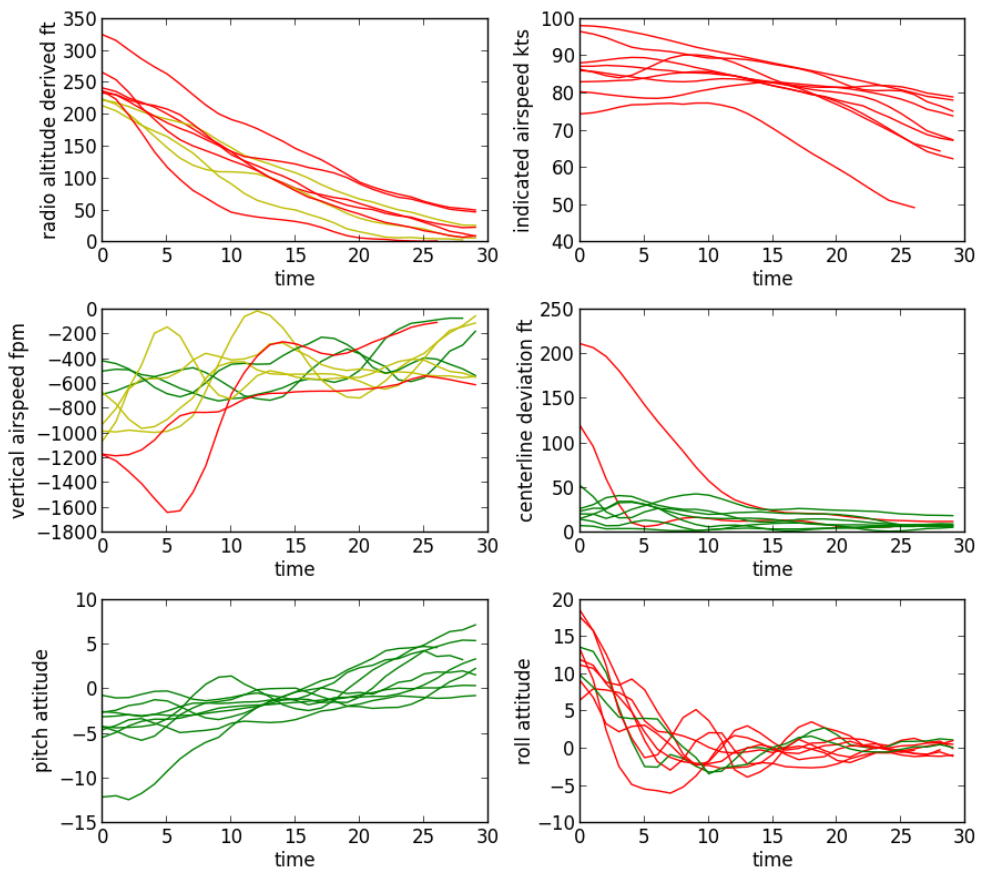 radio altitude derived ft
350
300
250
200
150
100
50
0
0 5 10 15 20 25 30
time
indicated airspeed kts
100
90
80
70
60
50
40
0 5 10 15 20 25 30
time
vertical airspeed fpm
0
−200
−400
−600
−800
−1000
−1200
−1400
−1600
−1800
0 5 10 15 20 25 30
time
centerline deviation ft
250
200
150
100
50
0
0 5 10 15 20 25 30
time
pitch attitude
10
5
0
−5
−10
−15
0 5 10 15 20 25 30
time
roll attitude
20
15
10
5
0
−5
−10
0 5 10 15 20 25 30
time